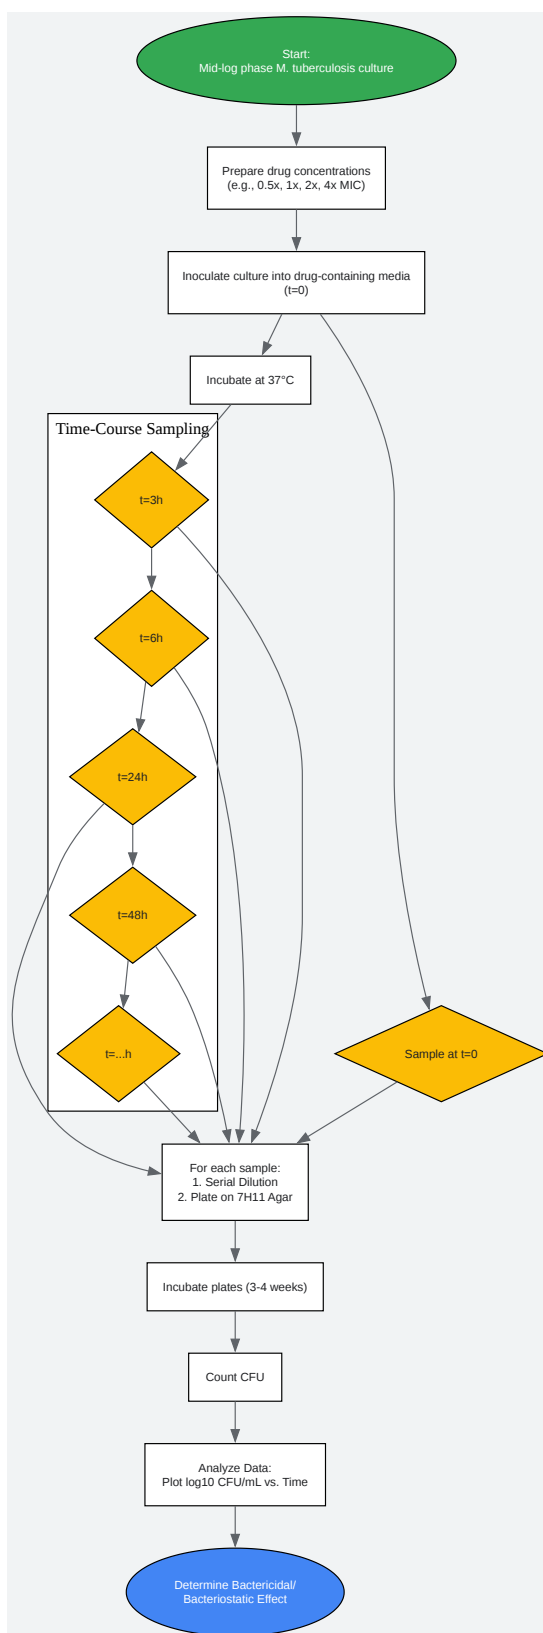 Start:
Mid-log phase M. tuberculosis culture
Prepare drug concentrations
(e.g., 0.5x, 1x, 2x, 4x MIC)
Inoculate culture into drug-containing media
(t=0)
Incubate at 37°C
Time-Course Sampling
t=3h
t=6h
t=24h
t=48h
t=...h
Sample at t=0
For each sample:
1. Serial Dilution
2. Plate on 7H11 Agar
Incubate plates (3-4 weeks)
Count CFU
Analyze Data:
Plot log10 CFU/mL vs. Time
Determine Bactericidal/
Bacteriostatic Effect